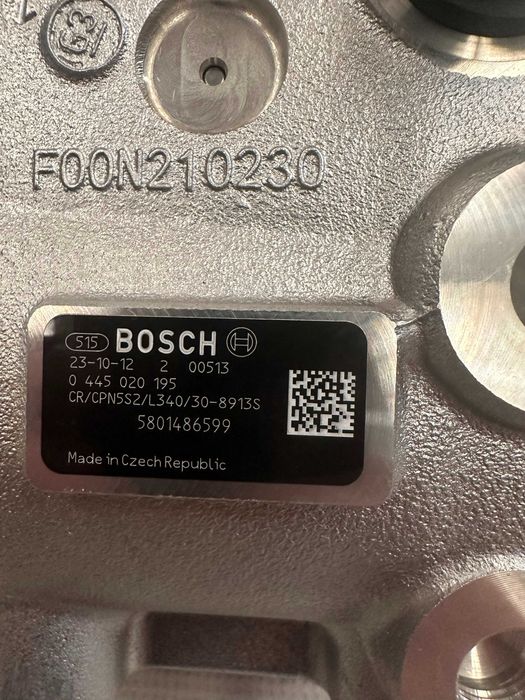 F00N210230
515 BOSCH
23-10-12 2 00513
0 445 020 195
CR/CPN5S2/L340/30-8913S
5801486599
Made in Czech Republic